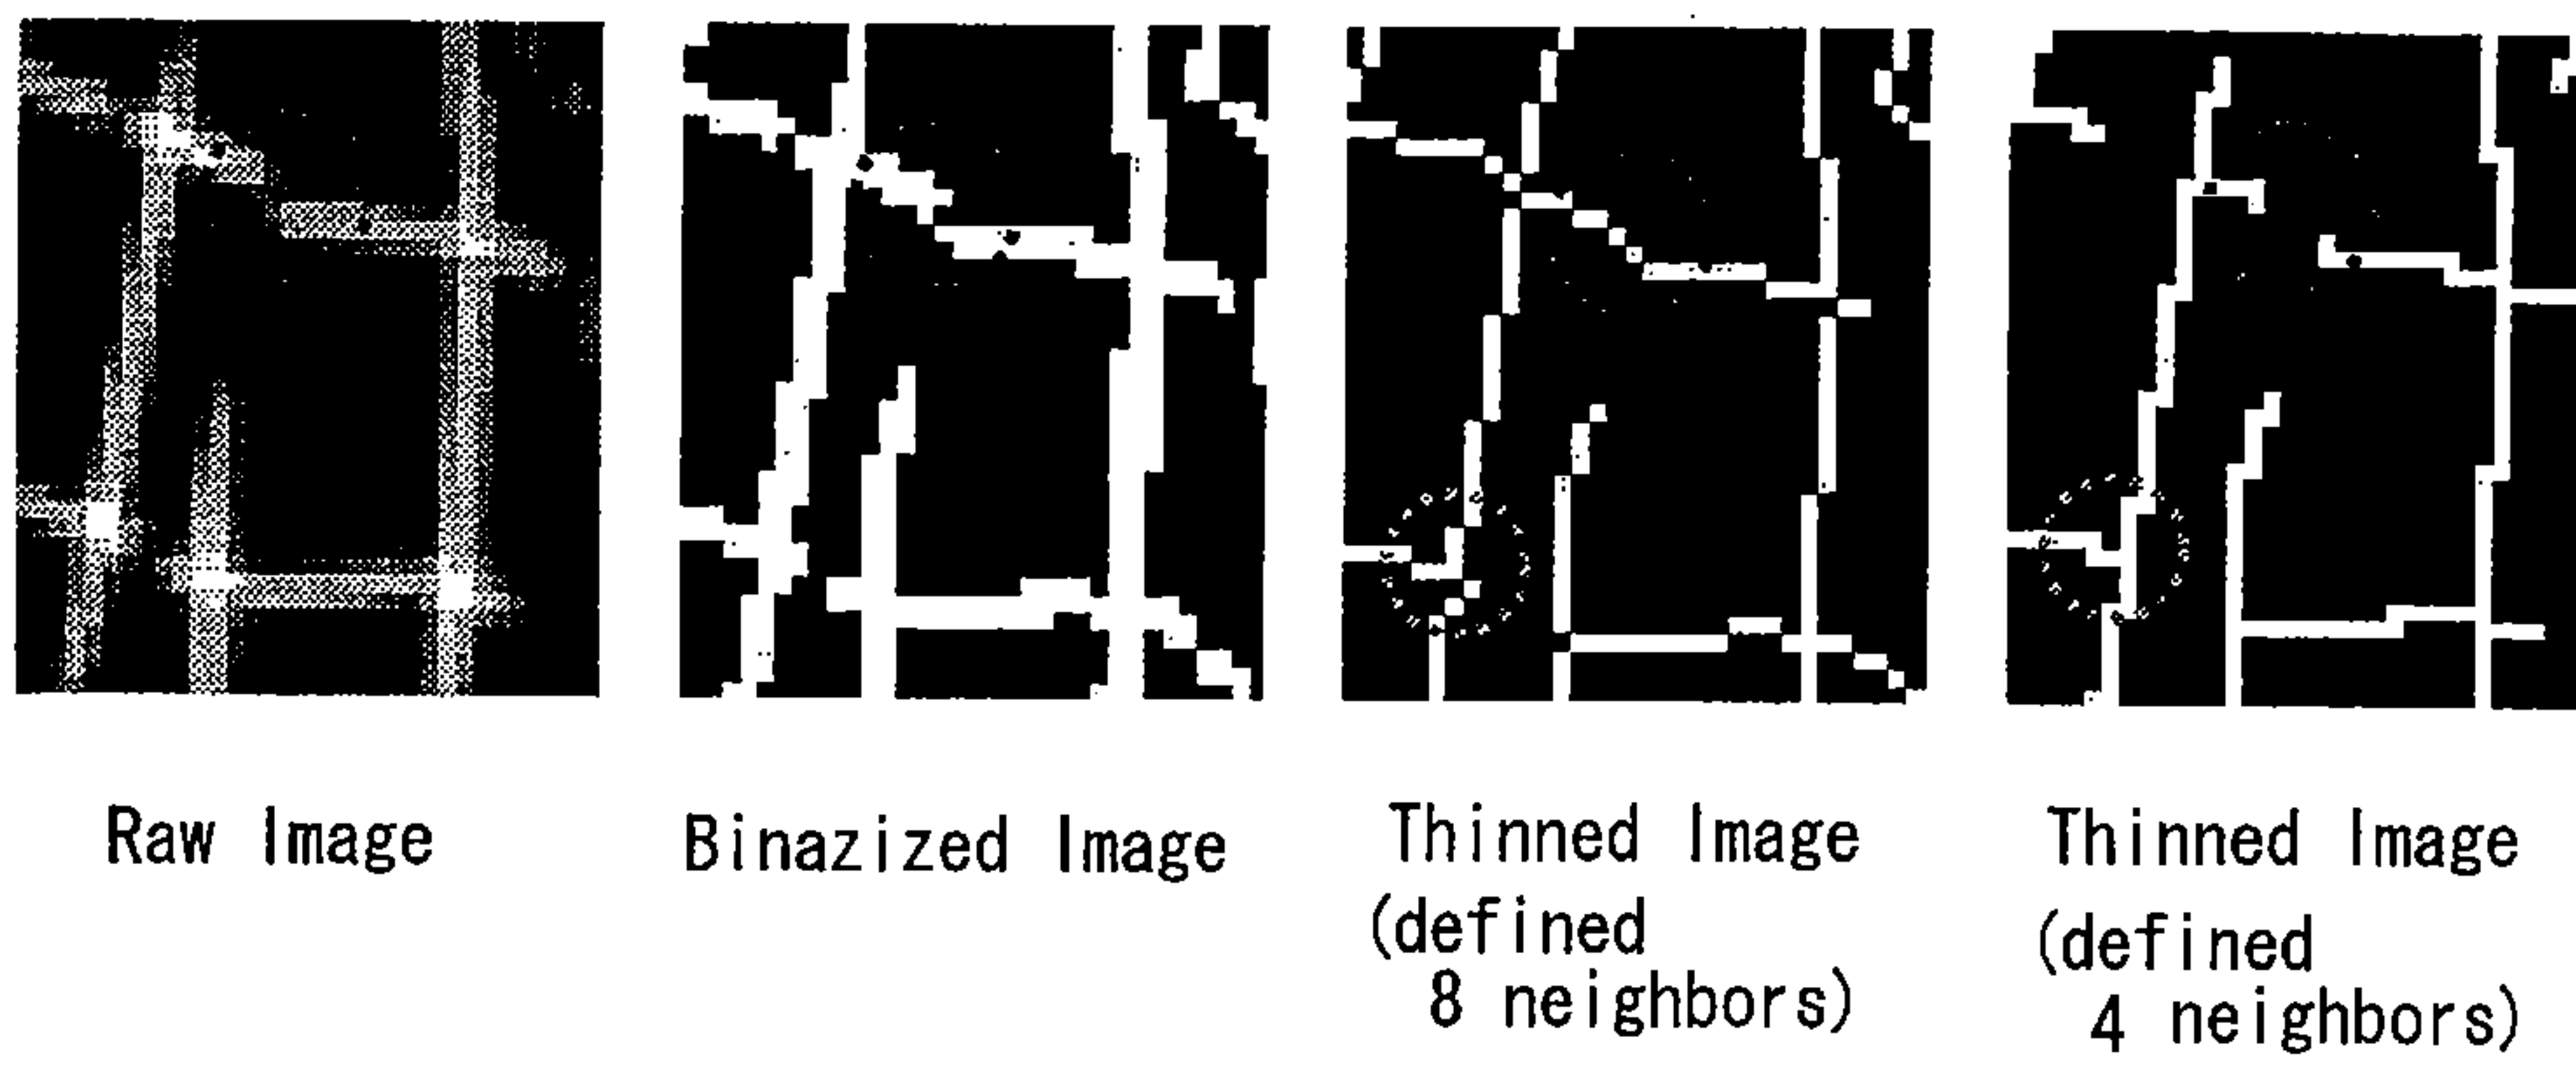 Raw Image
Binazized Image
Thinned Image
(defined
8 neighbors)
Thinned Image
(defined
4 neighbors)